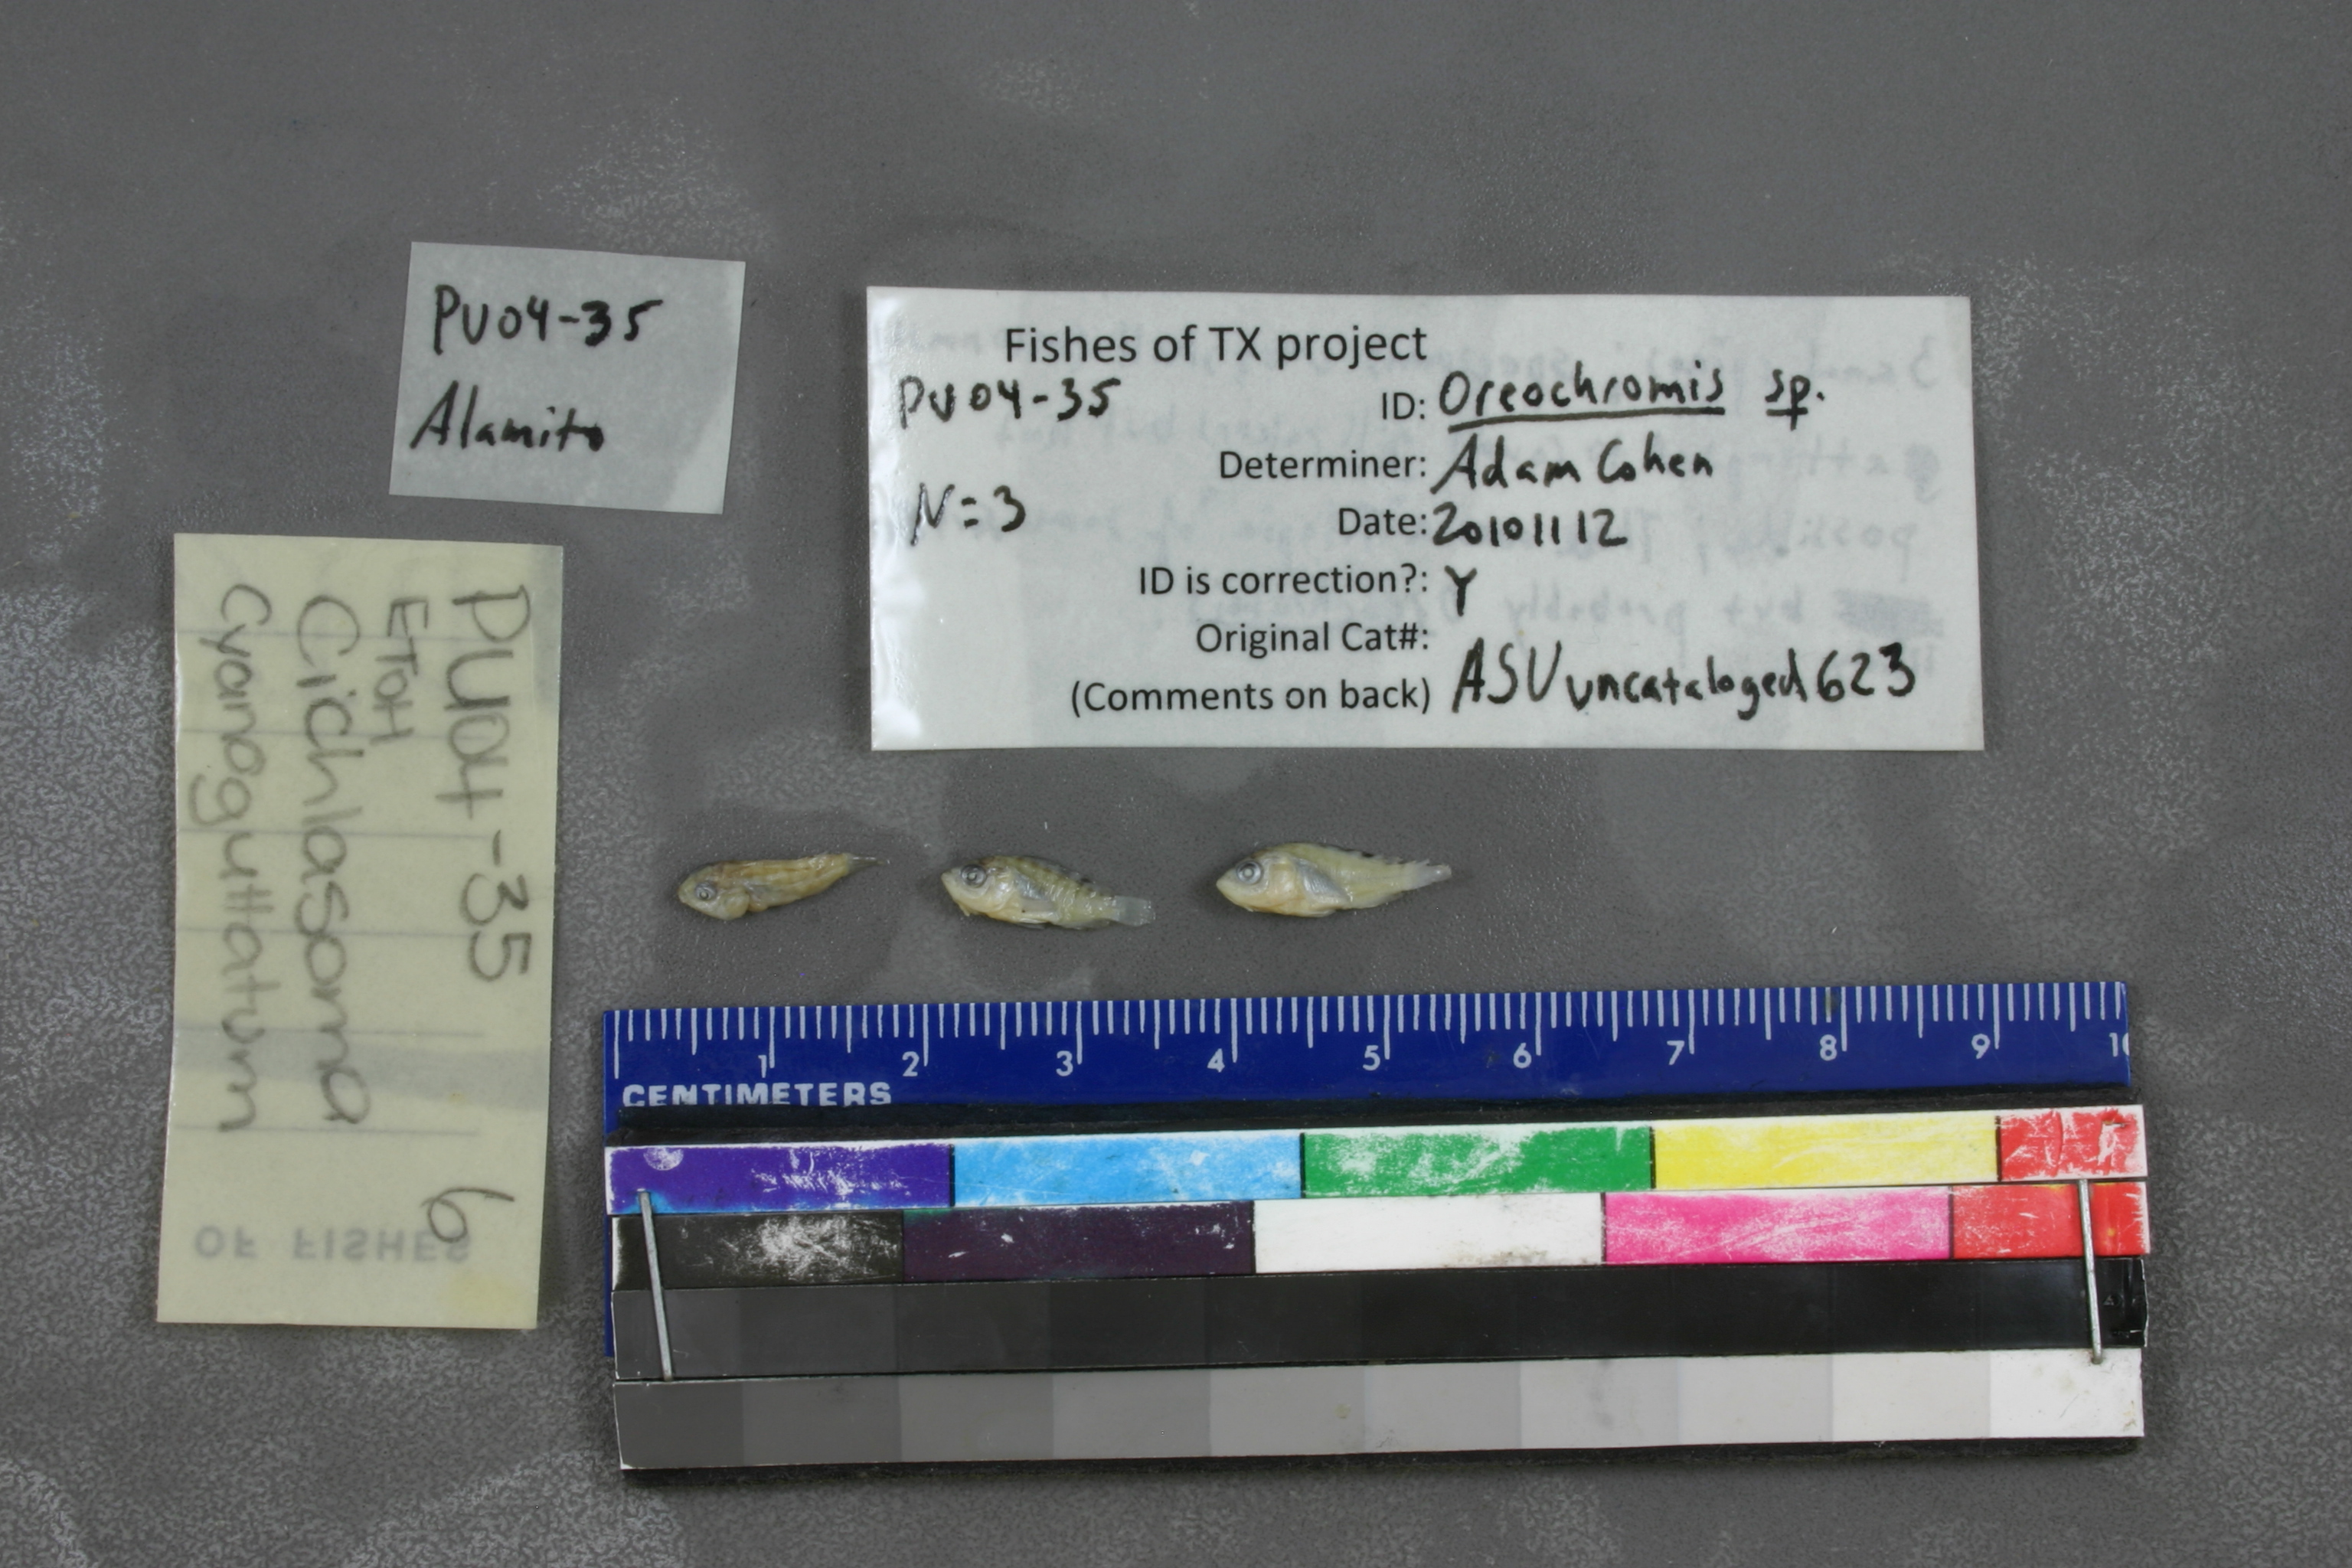 PU04-35
Alamito
Fishes of TX project
PU04-35
ID: Oreochromis sp.
Determiner: Adam Cohen
N=3
Date: 20101112
ID is correction?: Y
Original Cat#:
(Comments on back) ASU uncataloged 623
PU04-35
ETOH
Cichlasoma
Cyanoguttatum
6
OF FISHES
1 2 3 4 5 6 7 8 9
CENTIMETERS